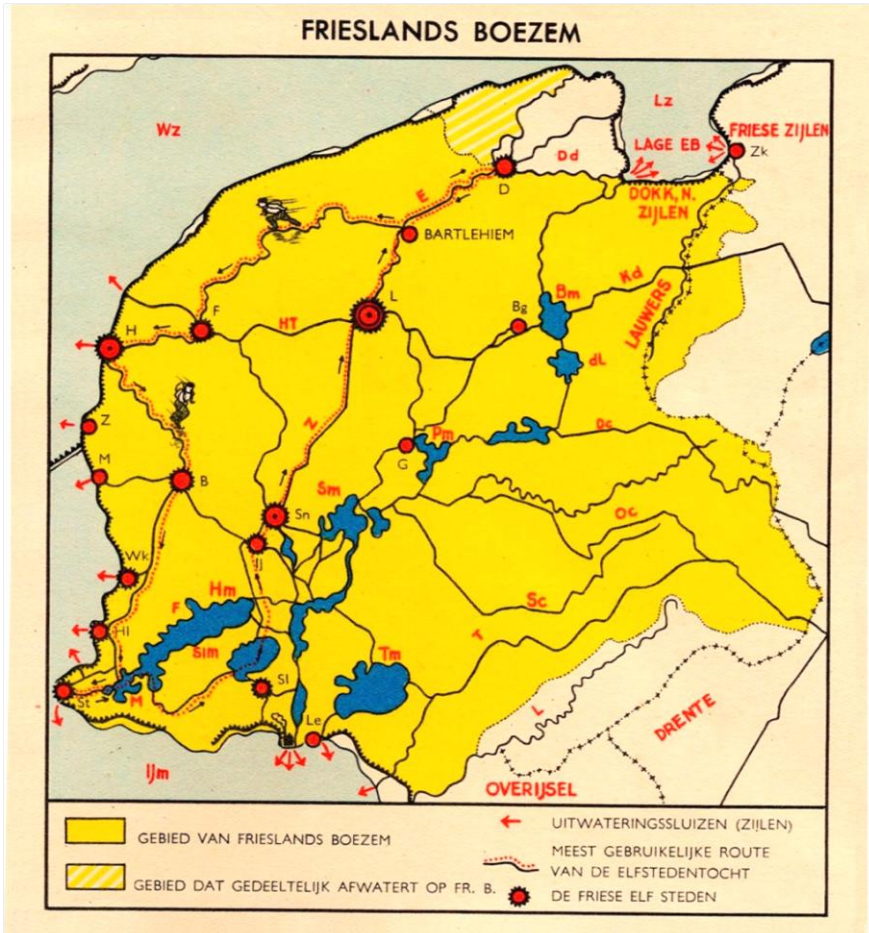 FRIESLANDS BOEZEM
Wz
Lz
LAGE EB
FRIESE ZIJLEN
Zk
Dd
D
DOKK. N.
ZIJLEN
E
BARTLEHIEM
Kd
LAUWERS
Bm
Bg
dL
F
HT
L
H
Z
Z
M
B
Pm
G
Dc
Sm
Sn
Oc
Ij
Wk
Hm
F
Sc
Hl
Slm
T
Tm
Sl
St
M
L
Le
DRENTE
IJm
OVERIJSEL
GEBIED VAN FRIESLANDS BOEZEM
GEBIED DAT GEDEELTELIJK AFWATERT OP FR. B.
UITWATERINGSSLUIZEN (ZIJLEN)
MEEST GEBRUIKELIJKE ROUTE
VAN DE ELFSTEDENTOCHT
DE FRIESE ELF STEDEN